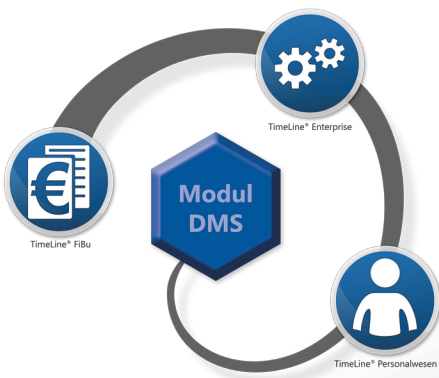 TimeLine® Enterprise
Modul
DMS
€
TimeLine® FiBu
TimeLine® Personalwesen